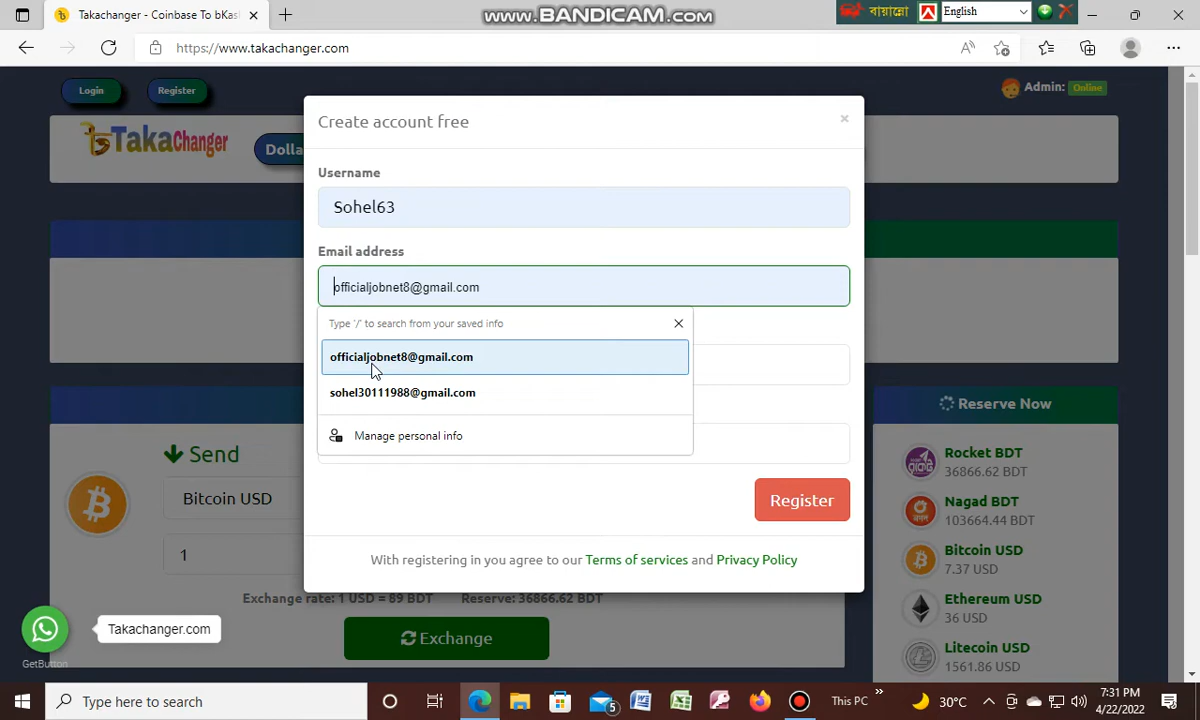 Takachanger - Coinbase To bKas
www.BANDICAM.com
বায়ান্নো
English
https://www.takachanger.com
Login
Register
Admin: Online
TakaChanger
Dolla
Create account free
Username
Sohel63
Email address
officialjobnet8@gmail.com
Type '/' to search from your saved info
officialjobnet8@gmail.com
sohel30111988@gmail.com
Manage personal info
Register
With registering in you agree to our Terms of services and Privacy Policy
Send
Bitcoin USD
1
Exchange rate: 1 USD = 89 BDT Reserve: 36866.62 BDT
Exchange
Reserve Now
Rocket BDT
36866.62 BDT
Nagad BDT
103664.44 BDT
Bitcoin USD
7.37 USD
Ethereum USD
36 USD
Litecoin USD
1561.86 USD
Takachanger.com
GetButton
Type here to search
5
This PC
30°C
7:31 PM
4/22/2022